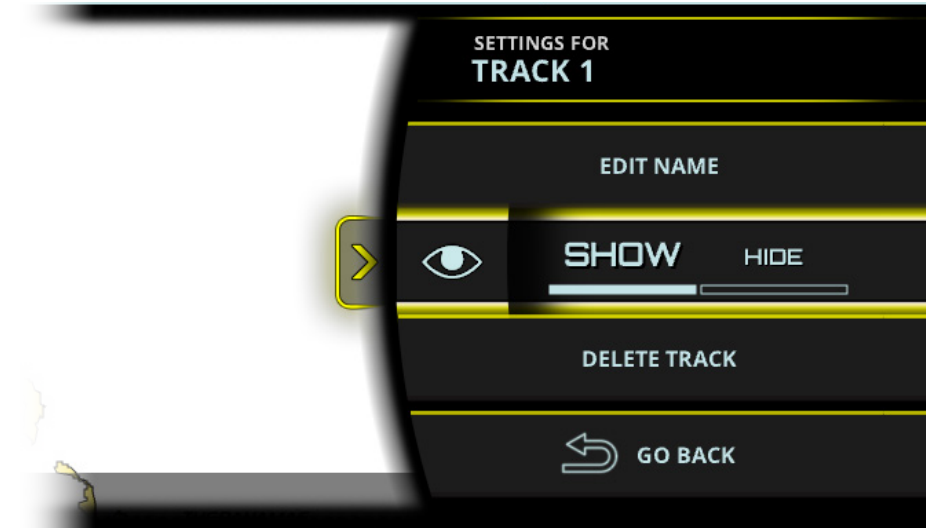 SETTINGS FOR
TRACK 1
EDIT NAME
SHOW HIDE
DELETE TRACK
GO BACK